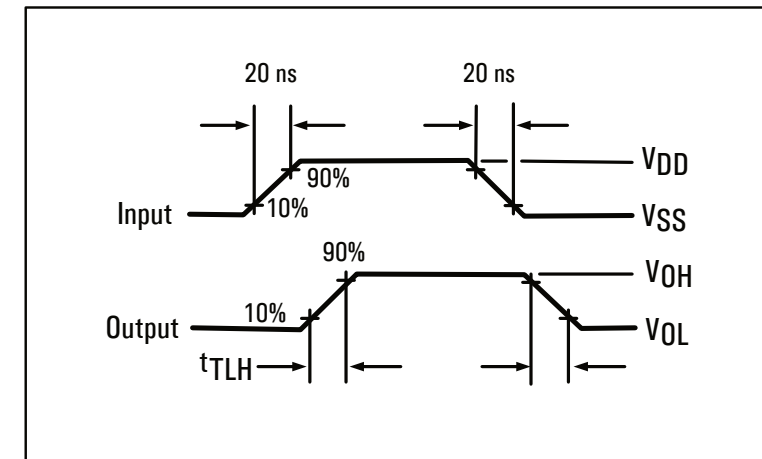 20 ns
20 ns
90%
VDD
10%
Input
VSS
90%
VOH
10%
Output
VOL
tTLH